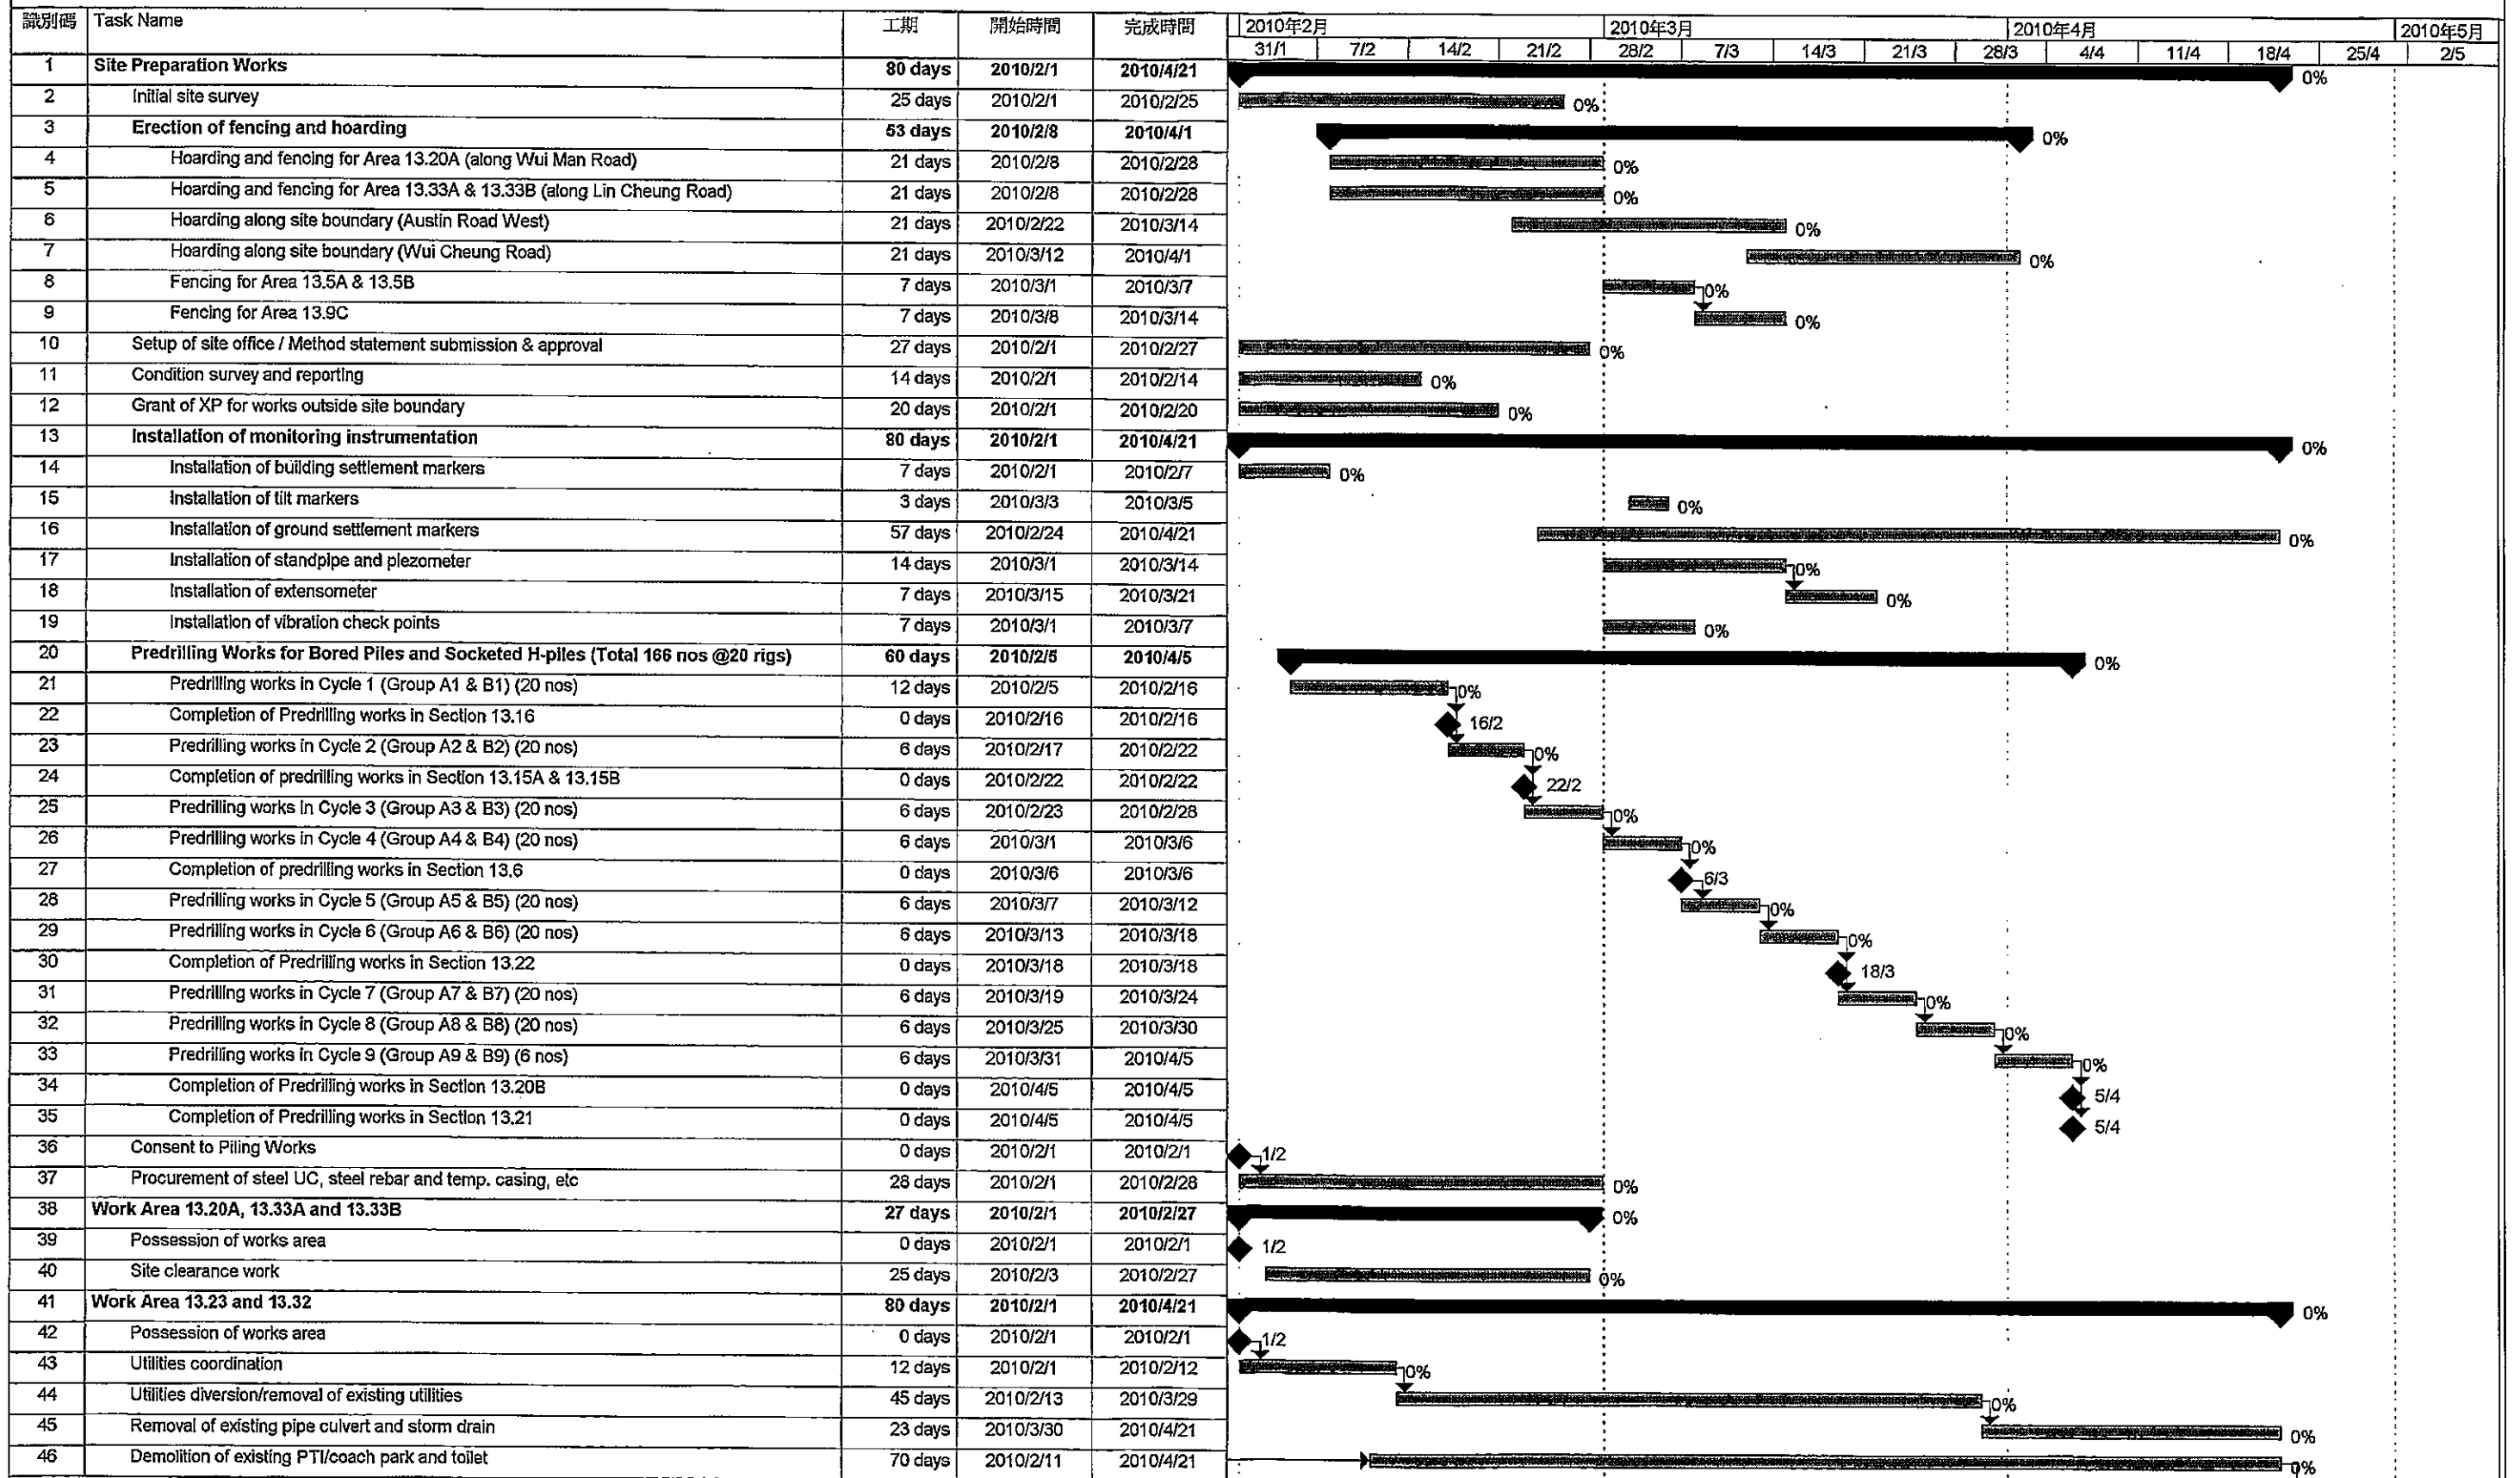 識別碼 Task Name 工期 開始時間 完成時間 2010年2月 2010年3月 2010年4月 2010年5月
31/1 7/2 14/2 21/2 28/2 7/3 14/3 21/3 28/3 4/4 11/4 18/4 25/4 2/5
1 Site Preparation Works 80 days 2010/2/1 2010/4/21 0%
2 Initial site survey 25 days 2010/2/1 2010/2/25 0%
3 Erection of fencing and hoarding 53 days 2010/2/8 2010/4/1 0%
4 Hoarding and fencing for Area 13.20A (along Wui Man Road) 21 days 2010/2/8 2010/2/28 0%
5 Hoarding and fencing for Area 13.33A & 13.33B (along Lin Cheung Road) 21 days 2010/2/8 2010/2/28 0%
6 Hoarding along site boundary (Austin Road West) 21 days 2010/2/22 2010/3/14 0%
7 Hoarding along site boundary (Wui Cheung Road) 21 days 2010/3/12 2010/4/1 0%
8 Fencing for Area 13.5A & 13.5B 7 days 2010/3/1 2010/3/7 0%
9 Fencing for Area 13.9C 7 days 2010/3/8 2010/3/14 0%
10 Setup of site office / Method statement submission & approval 27 days 2010/2/1 2010/2/27 0%
11 Condition survey and reporting 14 days 2010/2/1 2010/2/14 0%
12 Grant of XP for works outside site boundary 20 days 2010/2/1 2010/2/20 0%
13 Installation of monitoring instrumentation 80 days 2010/2/1 2010/4/21 0%
14 Installation of building settlement markers 7 days 2010/2/1 2010/2/7 0%
15 Installation of tilt markers 3 days 2010/3/3 2010/3/5 0%
16 Installation of ground settlement markers 57 days 2010/2/24 2010/4/21 0%
17 Installation of standpipe and piezometer 14 days 2010/3/1 2010/3/14 0%
18 Installation of extensometer 7 days 2010/3/15 2010/3/21 0%
19 Installation of vibration check points 7 days 2010/3/1 2010/3/7 0%
20 Predrilling Works for Bored Piles and Socketed H-piles (Total 166 nos @20 rigs) 60 days 2010/2/5 2010/4/5 0%
21 Predrilling works in Cycle 1 (Group A1 & B1) (20 nos) 12 days 2010/2/5 2010/2/16 0%
22 Completion of Predrilling works in Section 13.16 0 days 2010/2/16 2010/2/16 16/2
23 Predrilling works in Cycle 2 (Group A2 & B2) (20 nos) 6 days 2010/2/17 2010/2/22 0%
24 Completion of predrilling works in Section 13.15A & 13.15B 0 days 2010/2/22 2010/2/22 22/2
25 Predrilling works in Cycle 3 (Group A3 & B3) (20 nos) 6 days 2010/2/23 2010/2/28 0%
26 Predrilling works in Cycle 4 (Group A4 & B4) (20 nos) 6 days 2010/3/1 2010/3/6 0%
27 Completion of predrilling works in Section 13.6 0 days 2010/3/6 2010/3/6 6/3
28 Predrilling works in Cycle 5 (Group A5 & B5) (20 nos) 6 days 2010/3/7 2010/3/12 0%
29 Predrilling works in Cycle 6 (Group A6 & B6) (20 nos) 6 days 2010/3/13 2010/3/18 0%
30 Completion of Predrilling works in Section 13.22 0 days 2010/3/18 2010/3/18 18/3
31 Predrilling works in Cycle 7 (Group A7 & B7) (20 nos) 6 days 2010/3/19 2010/3/24 0%
32 Predrilling works in Cycle 8 (Group A8 & B8) (20 nos) 6 days 2010/3/25 2010/3/30 0%
33 Predrilling works in Cycle 9 (Group A9 & B9) (6 nos) 6 days 2010/3/31 2010/4/5 0%
34 Completion of Predrilling works in Section 13.20B 0 days 2010/4/5 2010/4/5 5/4
35 Completion of Predrilling works in Section 13.21 0 days 2010/4/5 2010/4/5 5/4
36 Consent to Piling Works 0 days 2010/2/1 2010/2/1 1/2
37 Procurement of steel UC, steel rebar and temp. casing, etc 28 days 2010/2/1 2010/2/28 0%
38 Work Area 13.20A, 13.33A and 13.33B 27 days 2010/2/1 2010/2/27 0%
39 Possession of works area 0 days 2010/2/1 2010/2/1 1/2
40 Site clearance work 25 days 2010/2/3 2010/2/27 0%
41 Work Area 13.23 and 13.32 80 days 2010/2/1 2010/4/21 0%
42 Possession of works area 0 days 2010/2/1 2010/2/1 1/2
43 Utilities coordination 12 days 2010/2/1 2010/2/12 0%
44 Utilities diversion/removal of existing utilities 45 days 2010/2/13 2010/3/29 0%
45 Removal of existing pipe culvert and storm drain 23 days 2010/3/30 2010/4/21 0%
46 Demolition of existing PTI/coach park and toilet 70 days 2010/2/11 2010/4/21 0%